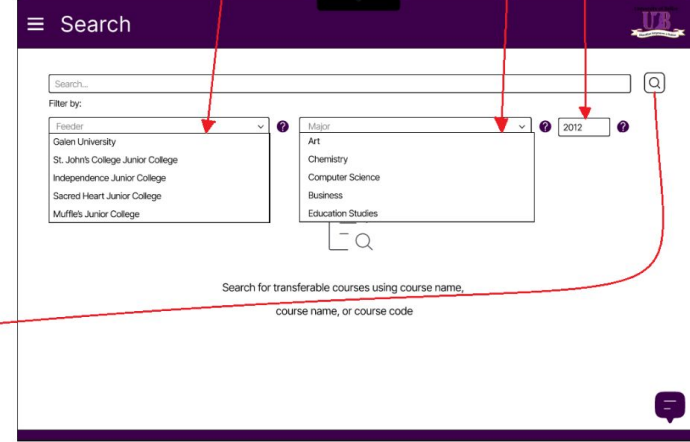 Search
UB
Search...
Filter by:
Feeder
?
Major
?
2012
?
Galen University
St. John's College Junior College
Independence Junior College
Sacred Heart Junior College
Muffle's Junior College
Art
Chemistry
Computer Science
Business
Education Studies
Search for transferable courses using course name,
course name, or course code